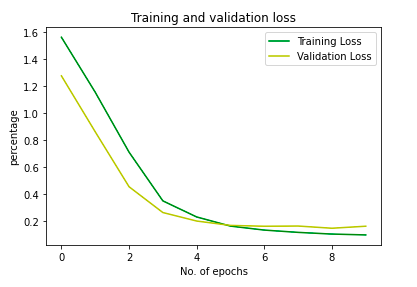 Training and validation loss
1.6
1.4
1.2
1.0
0.8
0.6
0.4
0.2
percentage
Training Loss
Validation Loss
0 2 4 6 8
No. of epochs